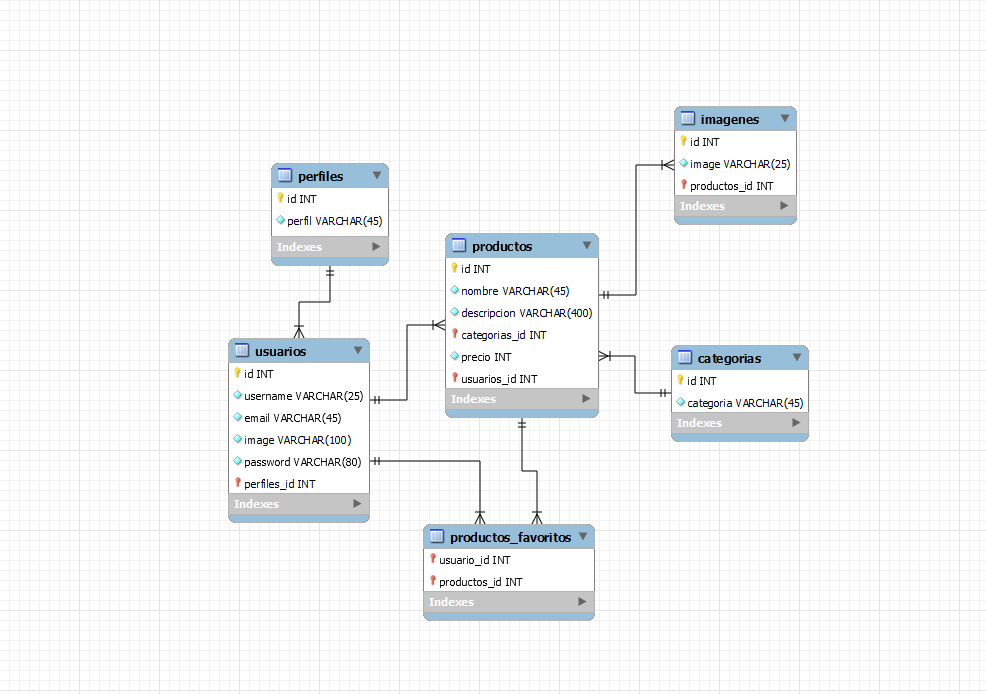 imagenes
id INT
image VARCHAR(25)
productos_id INT
Indexes
perfiles
id INT
perfil VARCHAR(45)
Indexes
productos
id INT
nombre VARCHAR(45)
descripcion VARCHAR(400)
categorias_id INT
precio INT
usuarios_id INT
Indexes
usuarios
id INT
username VARCHAR(25)
email VARCHAR(45)
image VARCHAR(100)
password VARCHAR(80)
perfiles_id INT
Indexes
categorias
id INT
categoria VARCHAR(45)
Indexes
productos_favoritos
usuario_id INT
productos_id INT
Indexes